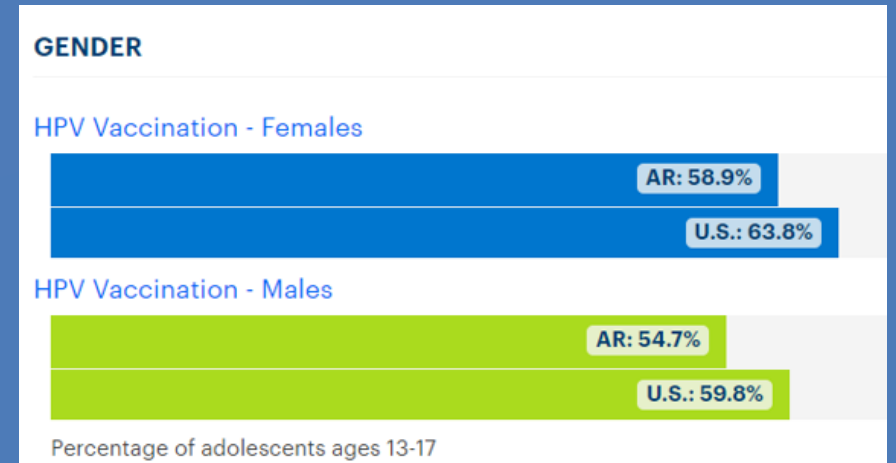 GENDER
HPV Vaccination - Females
AR: 58.9%
U.S.: 63.8%
HPV Vaccination - Males
AR: 54.7%
U.S.: 59.8%
Percentage of adolescents ages 13-17